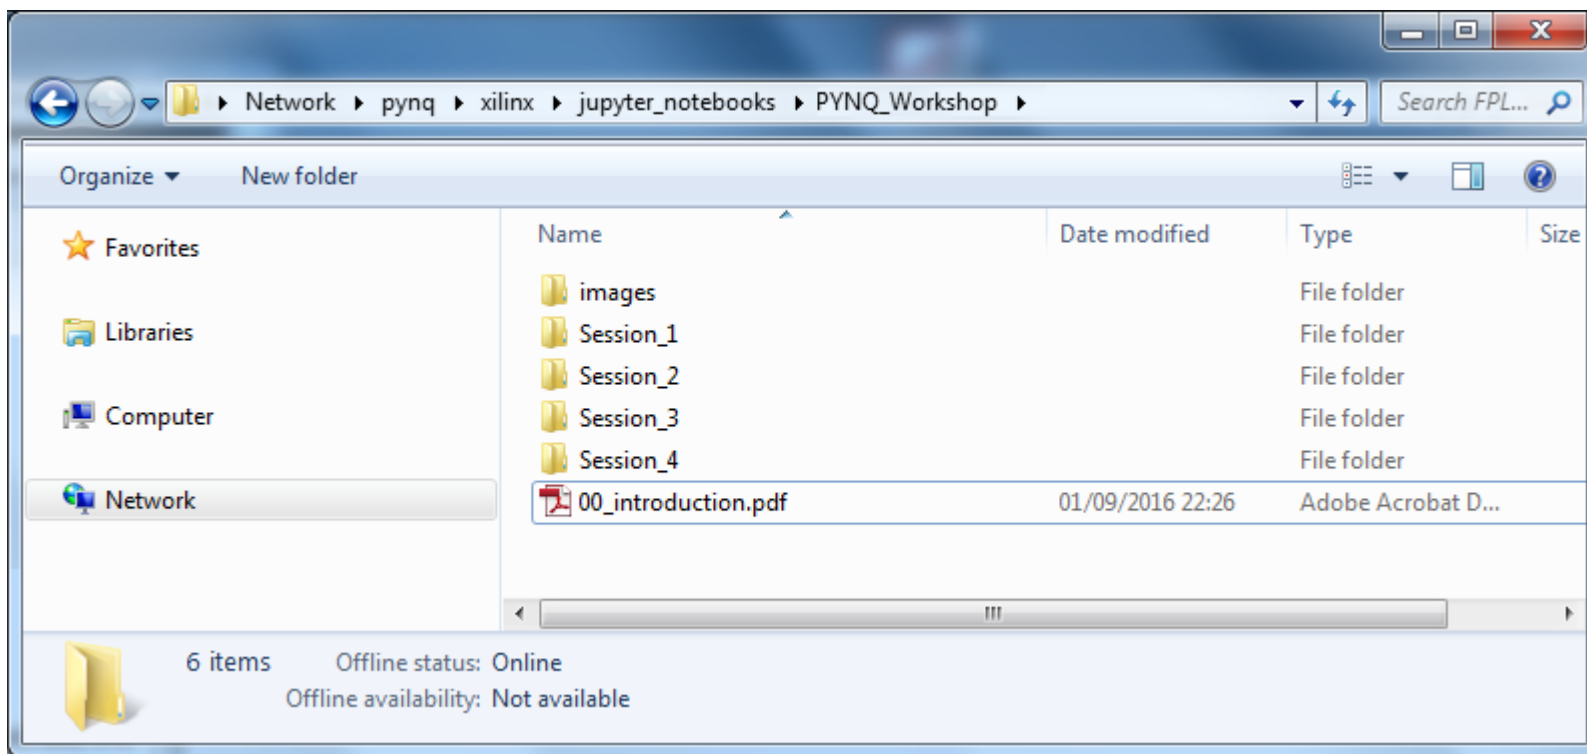 Network ▸ pynq ▸ xilinx ▸ jupyter_notebooks ▸ PYNQ_Workshop ▸ Search FPL...
Organize New folder
Favorites
Libraries
Computer
Network
Name Date modified Type Size
images File folder
Session_1 File folder
Session_2 File folder
Session_3 File folder
Session_4 File folder
00_introduction.pdf 01/09/2016 22:26 Adobe Acrobat D...
6 items Offline status: Online
Offline availability: Not available